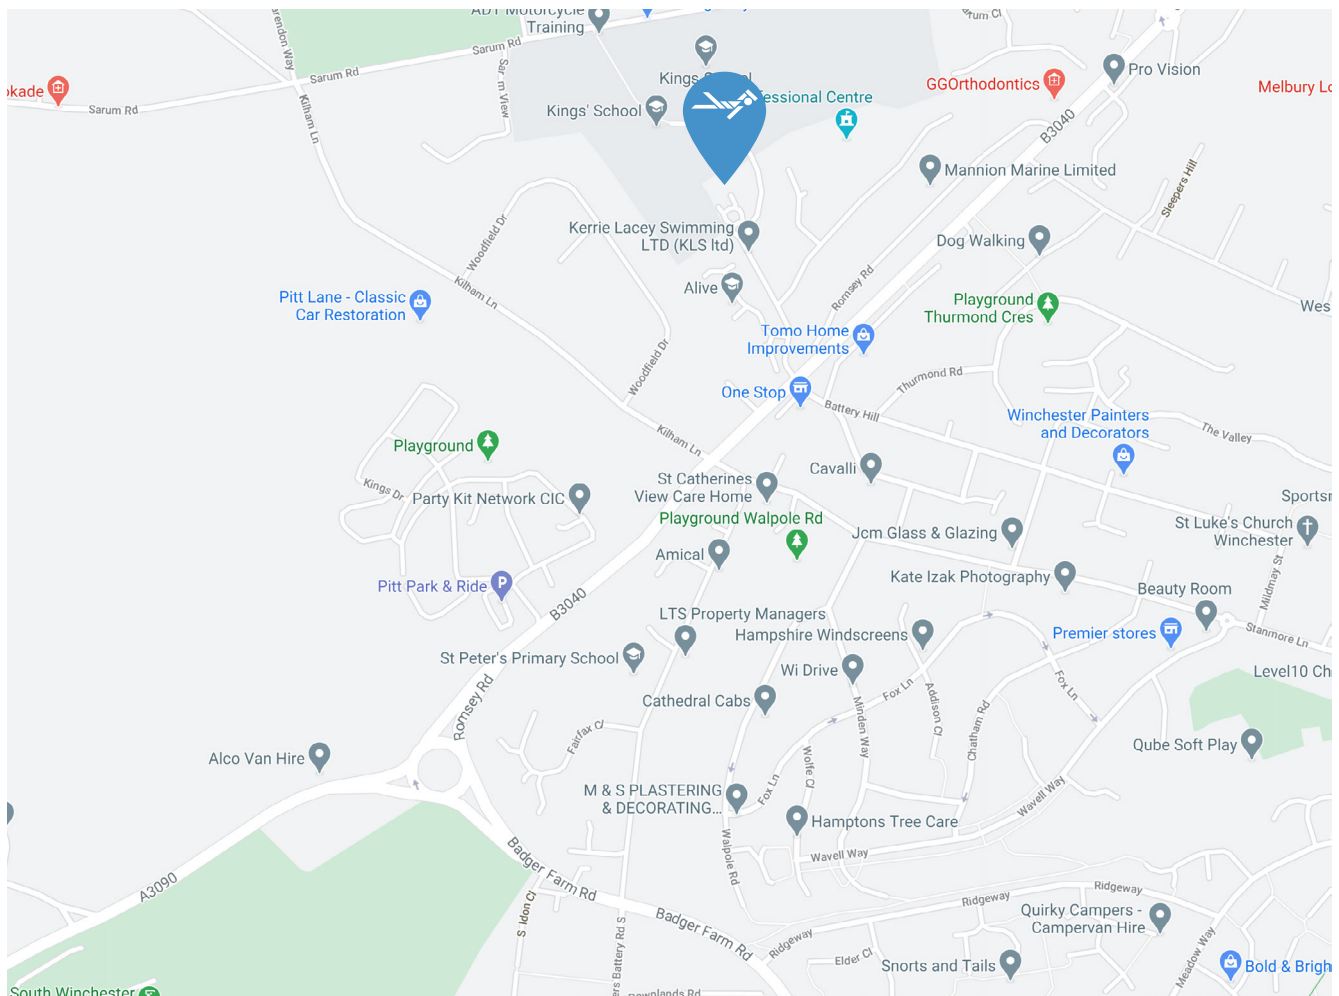 ADT Motorcycle
Training
arendon Way
Sarum Rd
Sarum Rd
Sarum Rd
okade
Kilham Ln
Kings' School
Kings
essional Centre
GGOrthodontics
Pro Vision
Melbury Lo
B3040
Mannion Marine Limited
Sleepers Hill
Kerrie Lacey Swimming
LTD (KLS ltd)
Dog Walking
Woodfield Dr
Alive
Romsey Rd
Kilham Ln
Pitt Lane - Classic
Car Restoration
Playground
Thurmond Cres
Wes
Tomo Home
Improvements
Woodfield Dr
Thurmond Rd
One Stop
Battery Hill
Winchester Painters
and Decorators
The Valley
Playground
Kilham Ln
Cavalli
Kings Dr
Party Kit Network CIC
St Catherines
View Care Home
Sportsr
Playground Walpole Rd
Jcm Glass & Glazing
St Luke's Church
Winchester
Amical
Kate Izak Photography
Pitt Park & Ride
Mildmay St
Beauty Room
B3040
LTS Property Managers
Hampshire Windscreens
Premier stores
Stanmore Ln
St Peter's Primary School
Wi Drive
Level10 Ch
Fox Ln
Fox Ln
Addison Cl
Cathedral Cabs
Romsey Rd
Minden Way
Chatham Rd
Fairfax Cl
Qube Soft Play
Alco Van Hire
Wolfe Cl
Fox Ln
M & S PLASTERING
& DECORATING...
Wavell Way
Hamptons Tree Care
Walpole Rd
Wavell Way
Badger Farm Rd
A3090
Ridgeway
Ridgeway
Quirky Campers -
Campervan Hire
Badger Farm Rd
Ridgeway
Elder Cl
Snorts and Tails
Meadow Way
Bold & Brigh
ers Battery Rd S
South Winchester